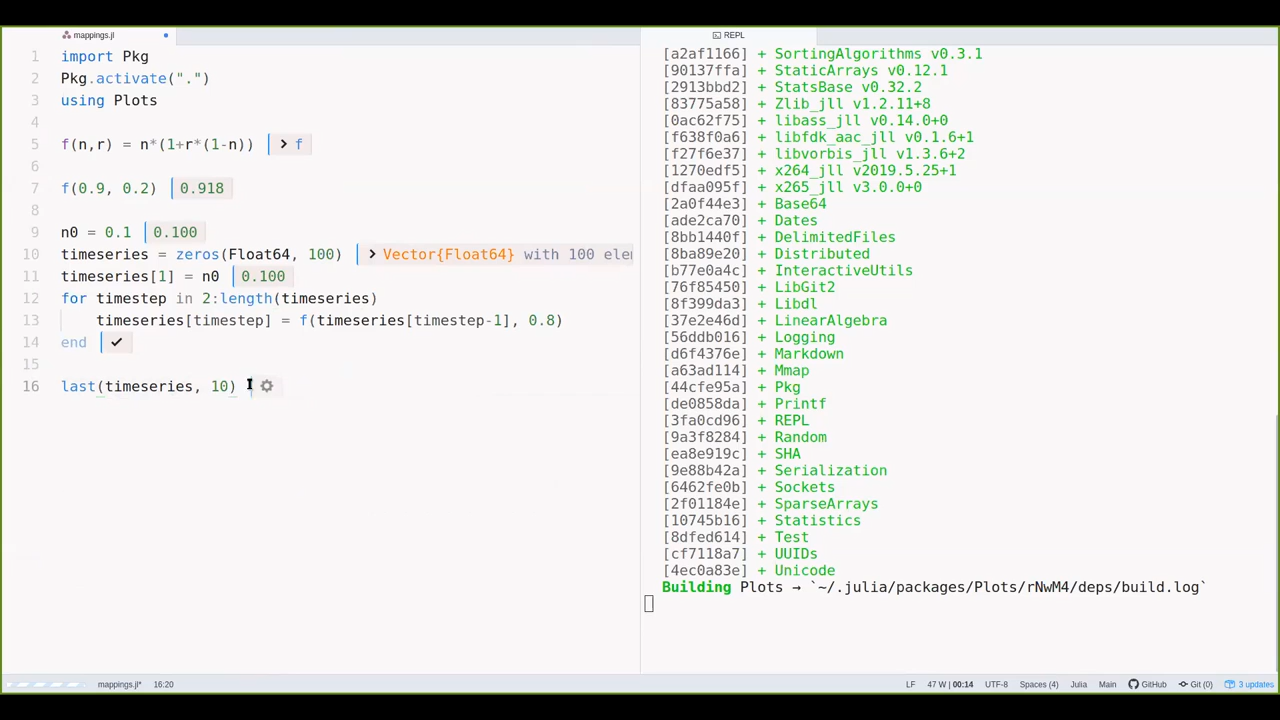 mappings.jl
1 import Pkg
2 Pkg.activate(".")
3 using Plots
4
5 f(n,r) = n*(1+r*(1-n)) > f
6
7 f(0.9, 0.2) 0.918
8
9 n0 = 0.1 0.100
10 timeseries = zeros(Float64, 100) > Vector{Float64} with 100 elem
11 timeseries[1] = n0 0.100
12 for timestep in 2:length(timeseries)
13 timeseries[timestep] = f(timeseries[timestep-1], 0.8)
14 end ✓
15
16 last(timeseries, 10)
REPL
[a2af1166] + SortingAlgorithms v0.3.1
[90137ffa] + StaticArrays v0.12.1
[2913bbd2] + StatsBase v0.32.2
[83775a58] + Zlib_jll v1.2.11+8
[0ac62f75] + libass_jll v0.14.0+0
[f638f0a6] + libfdk_aac_jll v0.1.6+1
[f27f6e37] + libvorbis_jll v1.3.6+2
[1270edf5] + x264_jll v2019.5.25+1
[dfaa095f] + x265_jll v3.0.0+0
[2a0f44e3] + Base64
[ade2ca70] + Dates
[8bb1440f] + DelimitedFiles
[8ba89e20] + Distributed
[b77e0a4c] + InteractiveUtils
[76f85450] + LibGit2
[8f399da3] + Libdl
[37e2e46d] + LinearAlgebra
[56ddb016] + Logging
[d6f4376e] + Markdown
[a63ad114] + Mmap
[44cfe95a] + Pkg
[de0858da] + Printf
[3fa0cd96] + REPL
[9a3f8284] + Random
[ea8e919c] + SHA
[9e88b42a] + Serialization
[6462fe0b] + Sockets
[2f01184e] + SparseArrays
[10745b16] + Statistics
[8dfed614] + Test
[cf7118a7] + UUIDs
[4ec0a83e] + Unicode
Building Plots → `~/.julia/packages/Plots/rNwM4/deps/build.log`
mappings.jl* 16:20 LF 47 W | 00:14 UTF-8 Spaces (4) Julia Main GitHub Git (0) 3 updates